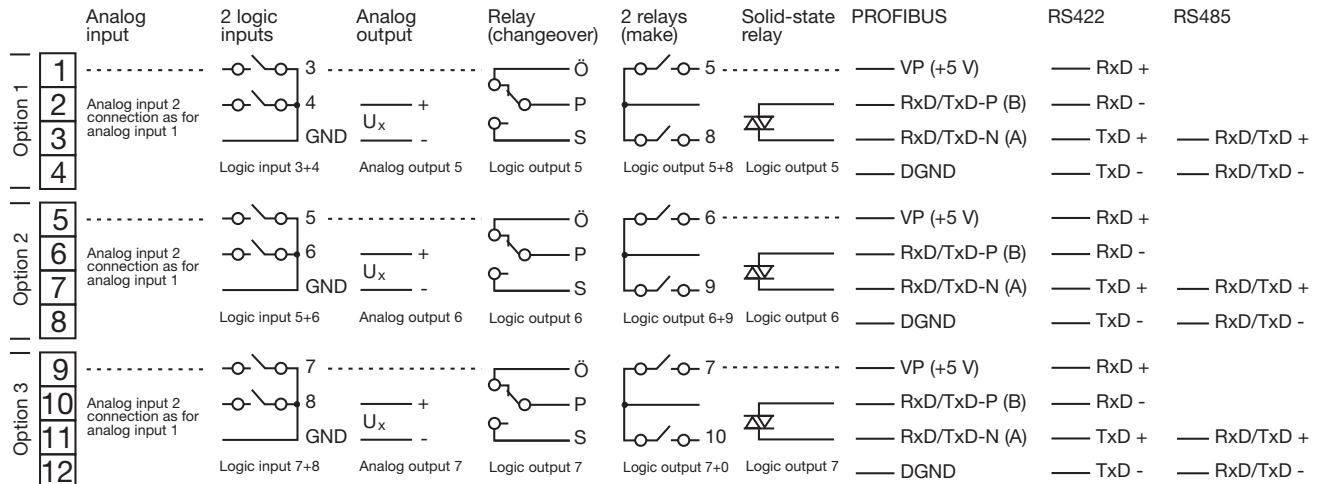 Analog input
2 logic inputs
Analog output
Relay (changeover)
2 relays (make)
Solid-state relay
PROFIBUS
RS422
RS485
Option 1
1
2
3
4
Analog input 2
connection as for
analog input 1
3
4
GND
Logic input 3+4
+
Ux
-
Analog output 5
Ö
P
S
Logic output 5
5
8
Logic output 5+8
Logic output 5
VP (+5 V)
RxD/TxD-P (B)
RxD/TxD-N (A)
DGND
RxD +
RxD -
TxD +
TxD -
RxD/TxD +
RxD/TxD -
Option 2
5
6
7
8
Analog input 2
connection as for
analog input 1
5
6
GND
Logic input 5+6
+
Ux
-
Analog output 6
Ö
P
S
Logic output 6
6
9
Logic output 6+9
Logic output 6
VP (+5 V)
RxD/TxD-P (B)
RxD/TxD-N (A)
DGND
RxD +
RxD -
TxD +
TxD -
RxD/TxD +
RxD/TxD -
Option 3
9
10
11
12
Analog input 2
connection as for
analog input 1
7
8
GND
Logic input 7+8
+
Ux
-
Analog output 7
Ö
P
S
Logic output 7
7
10
Logic output 7+0
Logic output 7
VP (+5 V)
RxD/TxD-P (B)
RxD/TxD-N (A)
DGND
RxD +
RxD -
TxD +
TxD -
RxD/TxD +
RxD/TxD -